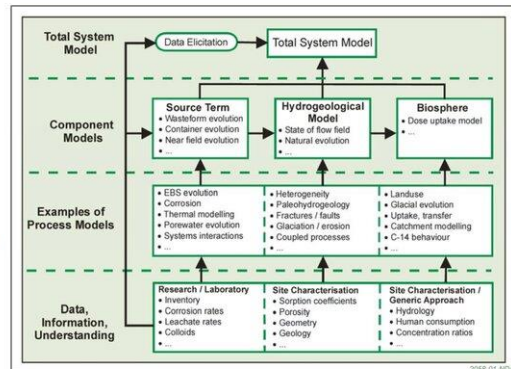 Total System
Model
Data Elicitation
Total System Model
Component
Models
Source Term
• Wasteform evolution
• Container evolution
• Near field evolution
• ...
Hydrogeological
Model
• State of flow field
• Natural evolution
• ...
Biosphere
• Dose uptake model
• ...
Examples of
Process Models
• EBS evolution
• Corrosion
• Thermal modelling
• Porewater evolution
• Systems interactions
• ...
• Heterogeneity
• Paleohydrogeology
• Fractures / faults
• Glaciation / erosion
• Coupled processes
• ...
• Landuse
• Glacial evolution
• Uptake, transfer
• Catchment modelling
• C-14 behaviour
• ...
Data,
Information,
Understanding
Research / Laboratory
• Inventory
• Corrosion rates
• Leachate rates
• Colloids
• ...
Site Characterisation
• Sorption coefficients
• Porosity
• Geometry
• Geology
• ...
Site Characterisation /
Generic Approach
• Hydrology
• Human consumption
• Concentration ratios
• ...